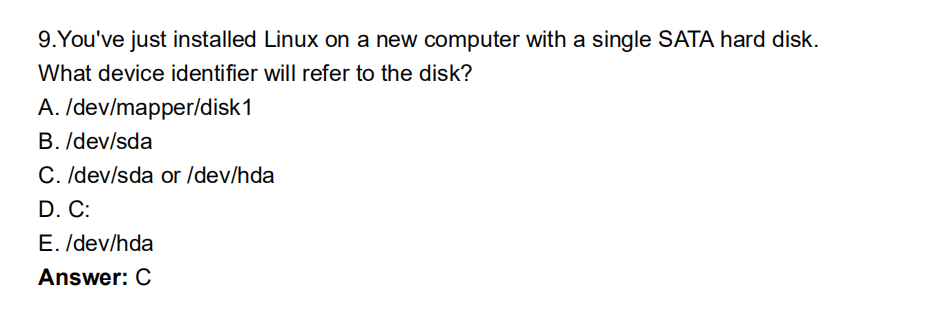 9.You've just installed Linux on a new computer with a single SATA hard disk.
What device identifier will refer to the disk?
A. /dev/mapper/disk1
B. /dev/sda
C. /dev/sda or /dev/hda
D. C:
E. /dev/hda
Answer: C